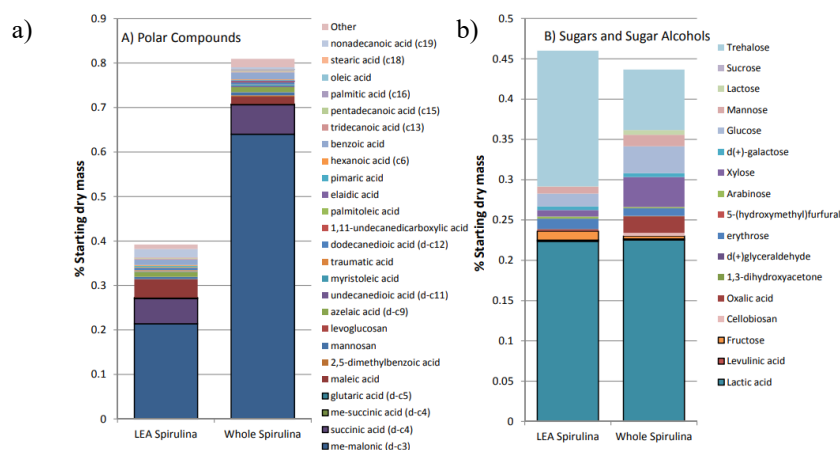 a)
A) Polar Compounds
% Starting dry mass
0.9
0.8
0.7
0.6
0.5
0.4
0.3
0.2
0.1
0
LEA Spirulina
Whole Spirulina
Other
nonadecanoic acid (c19)
stearic acid (c18)
oleic acid
palmitic acid (c16)
pentadecanoic acid (c15)
tridecanoic acid (c13)
benzoic acid
hexanoic acid (c6)
pimaric acid
elaidic acid
palmitoleic acid
1,11-undecanedicarboxylic acid
dodecanedioic acid (d-c12)
traumatic acid
myristoleic acid
undecanedioic acid (d-c11)
azelaic acid (d-c9)
levoglucosan
mannosan
2,5-dimethylbenzoic acid
maleic acid
glutaric acid (d-c5)
me-succinic acid (d-c4)
succinic acid (d-c4)
me-malonic (d-c3)
b)
B) Sugars and Sugar Alcohols
% Starting dry mass
0.5
0.45
0.4
0.35
0.3
0.25
0.2
0.15
0.1
0.05
0
LEA Spirulina
Whole Spirulina
Trehalose
Sucrose
Lactose
Mannose
Glucose
d(+)-galactose
Xylose
Arabinose
5-(hydroxymethyl)furfural
erythrose
d(+)glyceraldehyde
1,3-dihydroxyacetone
Oxalic acid
Cellobiosan
Fructose
Levulinic acid
Lactic acid